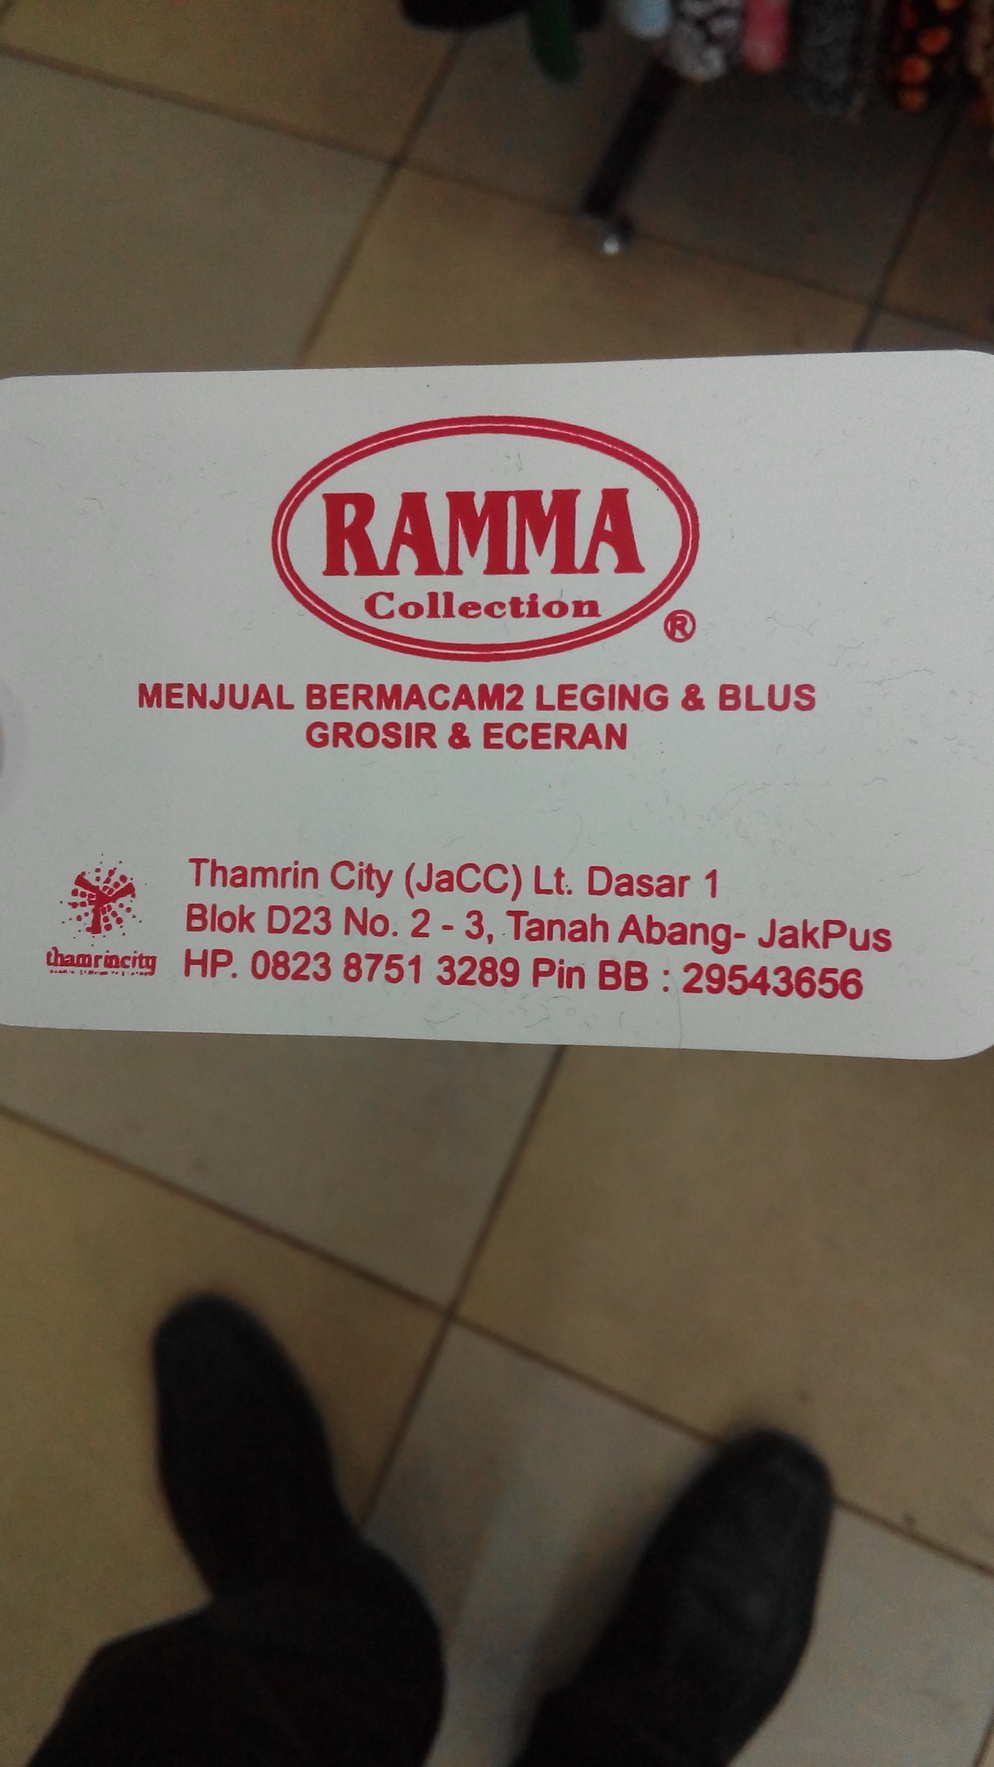 RAMMA
Collection
®
MENJUAL BERMACAM2 LEGING & BLUS
GROSIR & ECERAN
Thamrin City (JaCC) Lt. Dasar 1
Blok D23 No. 2 - 3, Tanah Abang- JakPus
HP. 0823 8751 3289 Pin BB : 29543656
thamrincity